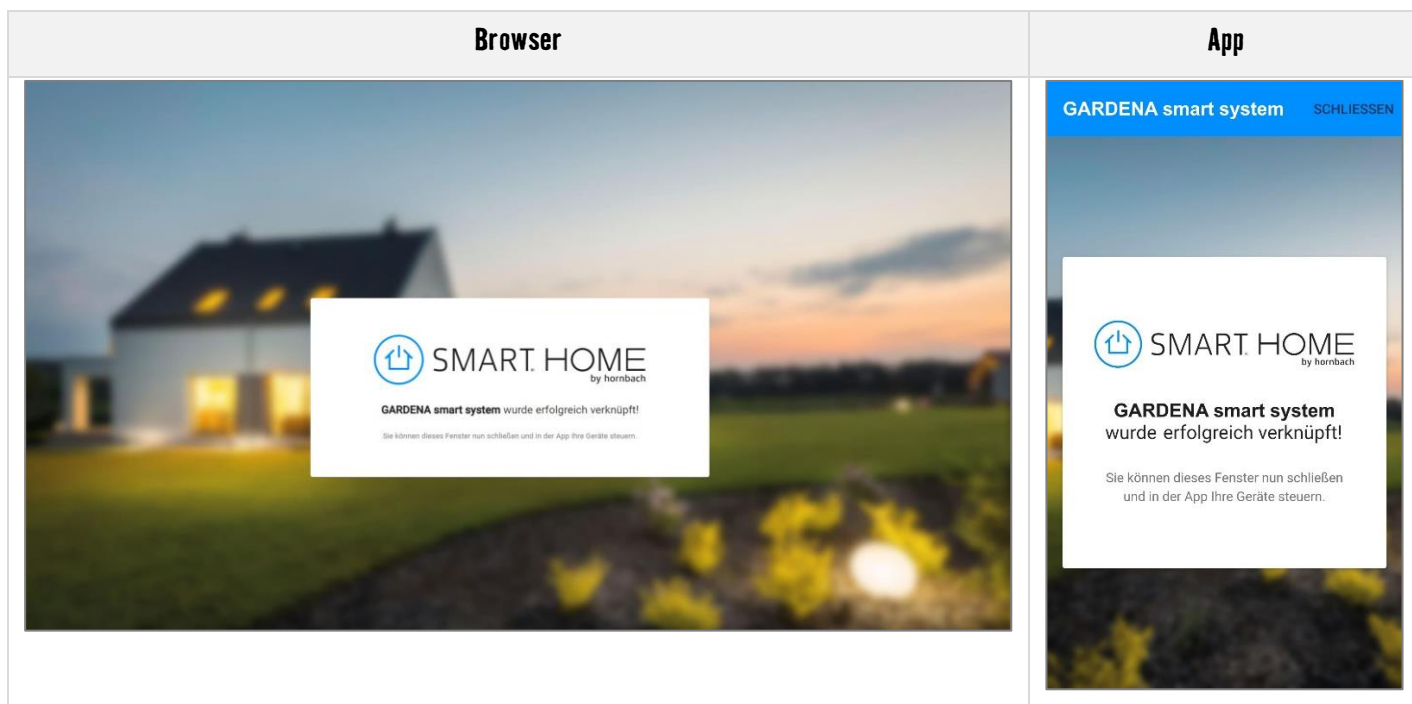 Browser
App
SMART HOME
by hornbach
GARDENA smart system wurde erfolgreich verknüpft!
Sie können dieses Fenster nun schließen und in der App Ihre Geräte steuern.
GARDENA smart system SCHLIESSEN
SMART HOME
by hornbach
GARDENA smart system
wurde erfolgreich verknüpft!
Sie können dieses Fenster nun schließen
und in der App Ihre Geräte steuern.